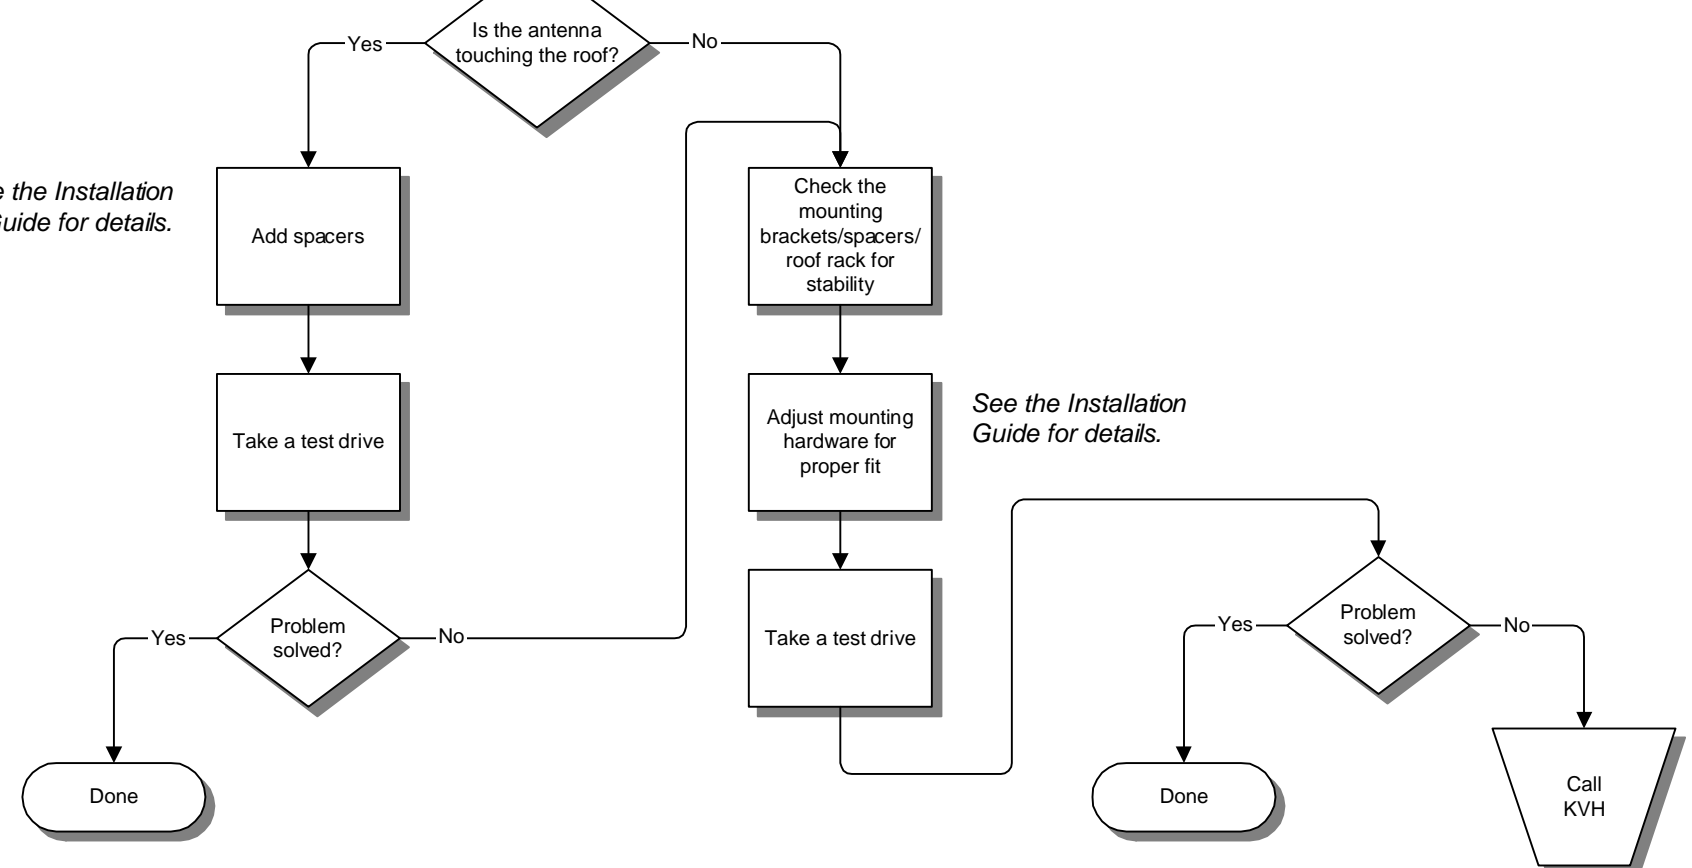 Is the antenna
touching the roof?
Yes
No
the Installation
Guide for details.
Add spacers
Check the
mounting
brackets/spacers/
roof rack for
stability
Take a test drive
Adjust mounting
hardware for
proper fit
See the Installation
Guide for details.
Problem
solved?
Yes
No
Take a test drive
Problem
solved?
Yes
No
Done
Done
Call
KVH